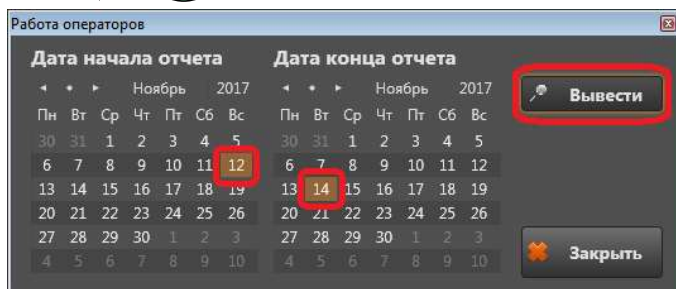 Работа операторов
Дата начала отчета
◄ • ► Ноябрь 2017
Пн Вт Ср Чт Пт Сб Вс
30 31 1 2 3 4 5
6 7 8 9 10 11 12
13 14 15 16 17 18 19
20 21 22 23 24 25 26
27 28 29 30 1 2 3
4 5 6 7 8 9 10
Дата конца отчета
◄ • ► Ноябрь 2017
Пн Вт Ср Чт Пт Сб Вс
30 31 1 2 3 4 5
6 7 8 9 10 11 12
13 14 15 16 17 18 19
20 21 22 23 24 25 26
27 28 29 30 1 2 3
4 5 6 7 8 9 10
Вывести
Закрыть